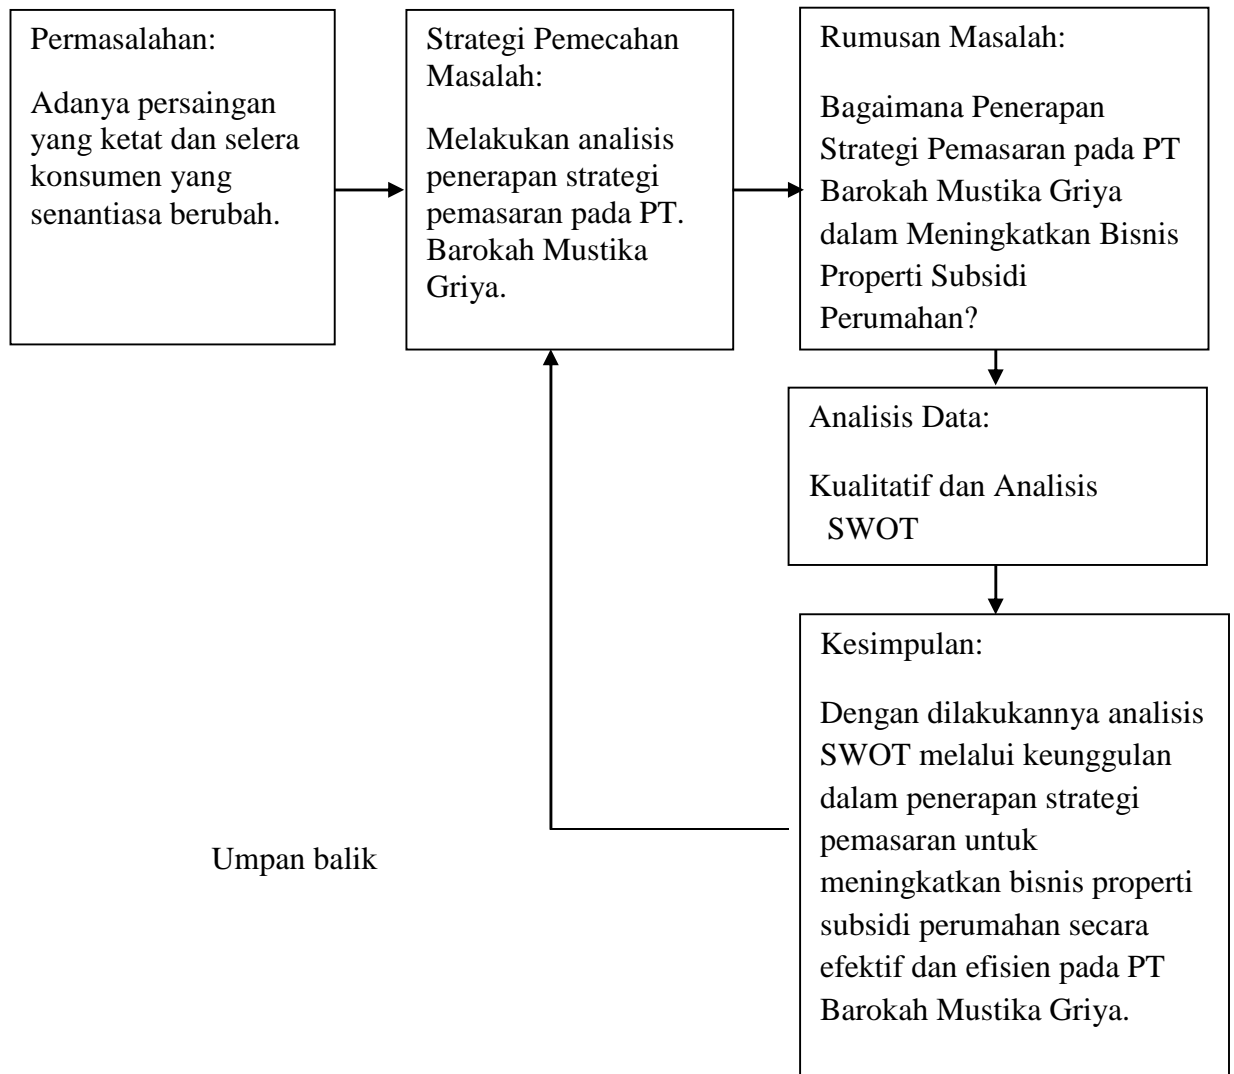 Permasalahan:
Adanya persaingan
yang ketat dan selera
konsumen yang
senantiasa berubah.
Strategi Pemecahan
Masalah:
Melakukan analisis
penerapan strategi
pemasaran pada PT.
Barokah Mustika
Griya.
Rumusan Masalah:
Bagaimana Penerapan
Strategi Pemasaran pada PT
Barokah Mustika Griya
dalam Meningkatkan Bisnis
Properti Subsidi
Perumahan?
Analisis Data:
Kualitatif dan Analisis
SWOT
Kesimpulan:
Dengan dilakukannya analisis
SWOT melalui keunggulan
dalam penerapan strategi
pemasaran untuk
meningkatkan bisnis properti
subsidi perumahan secara
efektif dan efisien pada PT
Barokah Mustika Griya.
Umpan balik